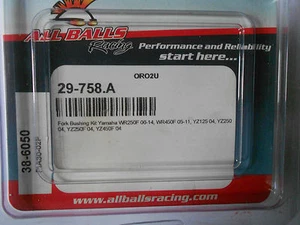 ALL BALLS
Racing
Performance and Reliability
start here...
ORO2U
29-758.A
Fork Bushing Kit Yamaha WR250F 06-14, WR450F 05-11, YZ125 04, YZ250
04, YZ250F 04, YZ450F 04
38-6050
www.allballsracing.com